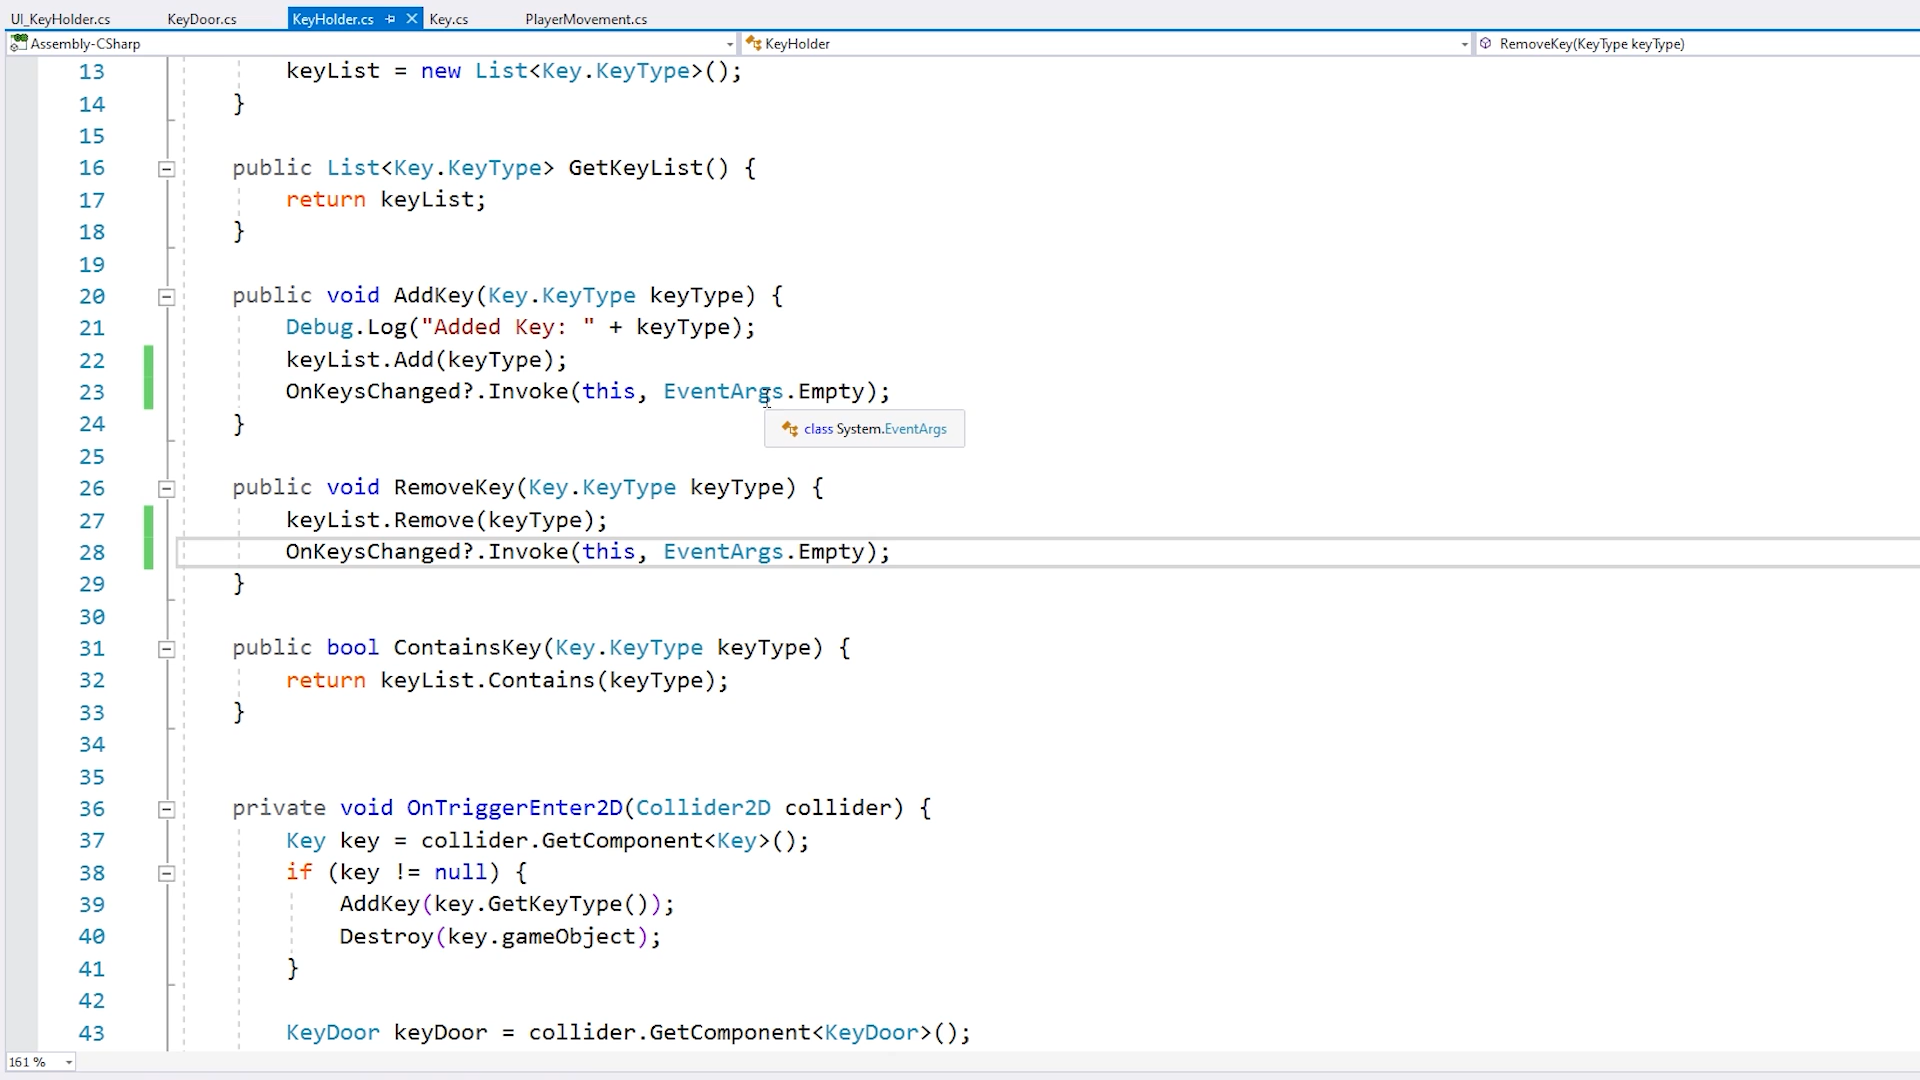 UI_KeyHolder.cs KeyDoor.cs KeyHolder.cs Key.cs PlayerMovement.cs
Assembly-CSharp KeyHolder RemoveKey(KeyType keyType)
13 keyList = new List<Key.KeyType>();
14 }
15
16 public List<Key.KeyType> GetKeyList() {
17 return keyList;
18 }
19
20 public void AddKey(Key.KeyType keyType) {
21 Debug.Log("Added Key: " + keyType);
22 keyList.Add(keyType);
23 OnKeysChanged?.Invoke(this, EventArgs.Empty);
24 }
class System.EventArgs
25
26 public void RemoveKey(Key.KeyType keyType) {
27 keyList.Remove(keyType);
28 OnKeysChanged?.Invoke(this, EventArgs.Empty);
29 }
30
31 public bool ContainsKey(Key.KeyType keyType) {
32 return keyList.Contains(keyType);
33 }
34
35
36 private void OnTriggerEnter2D(Collider2D collider) {
37 Key key = collider.GetComponent<Key>();
38 if (key != null) {
39 AddKey(key.GetKeyType());
40 Destroy(key.gameObject);
41 }
42
43 KeyDoor keyDoor = collider.GetComponent<KeyDoor>();
161 %